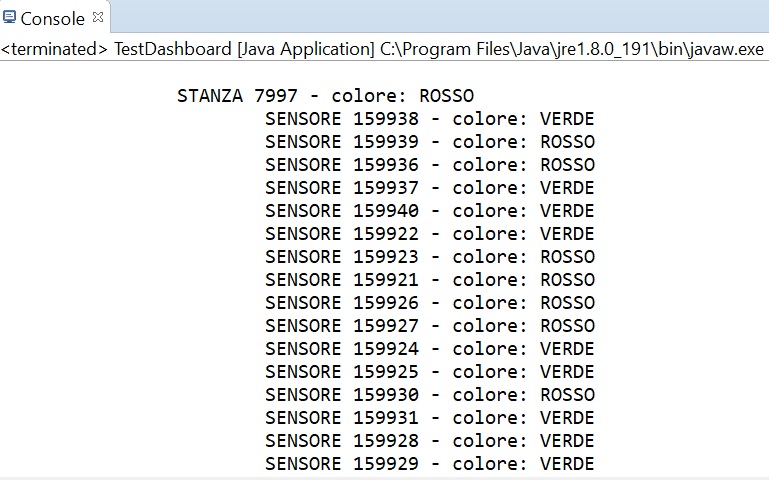 Console
<terminated> TestDashboard [Java Application] C:\Program Files\Java\jre1.8.0_191\bin\javaw.exe
STANZA 7997 - colore: ROSSO
SENSORE 159938 - colore: VERDE
SENSORE 159939 - colore: ROSSO
SENSORE 159936 - colore: ROSSO
SENSORE 159937 - colore: VERDE
SENSORE 159940 - colore: VERDE
SENSORE 159922 - colore: VERDE
SENSORE 159923 - colore: ROSSO
SENSORE 159921 - colore: ROSSO
SENSORE 159926 - colore: ROSSO
SENSORE 159927 - colore: ROSSO
SENSORE 159924 - colore: VERDE
SENSORE 159925 - colore: VERDE
SENSORE 159930 - colore: ROSSO
SENSORE 159931 - colore: VERDE
SENSORE 159928 - colore: VERDE
SENSORE 159929 - colore: VERDE